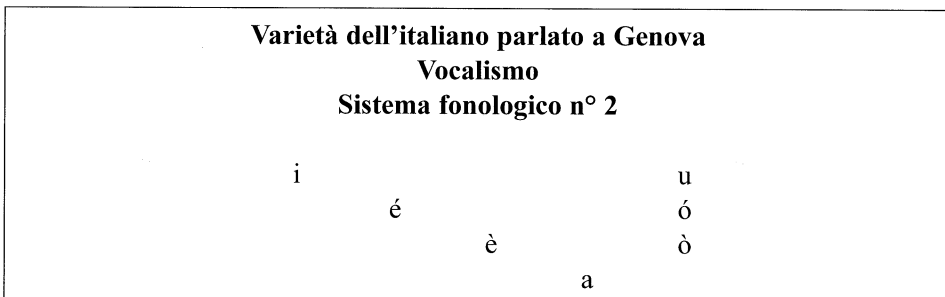 Varietà dell'italiano parlato a Genova
Vocalismo
Sistema fonologico n° 2
i u
é ó
è ò
a